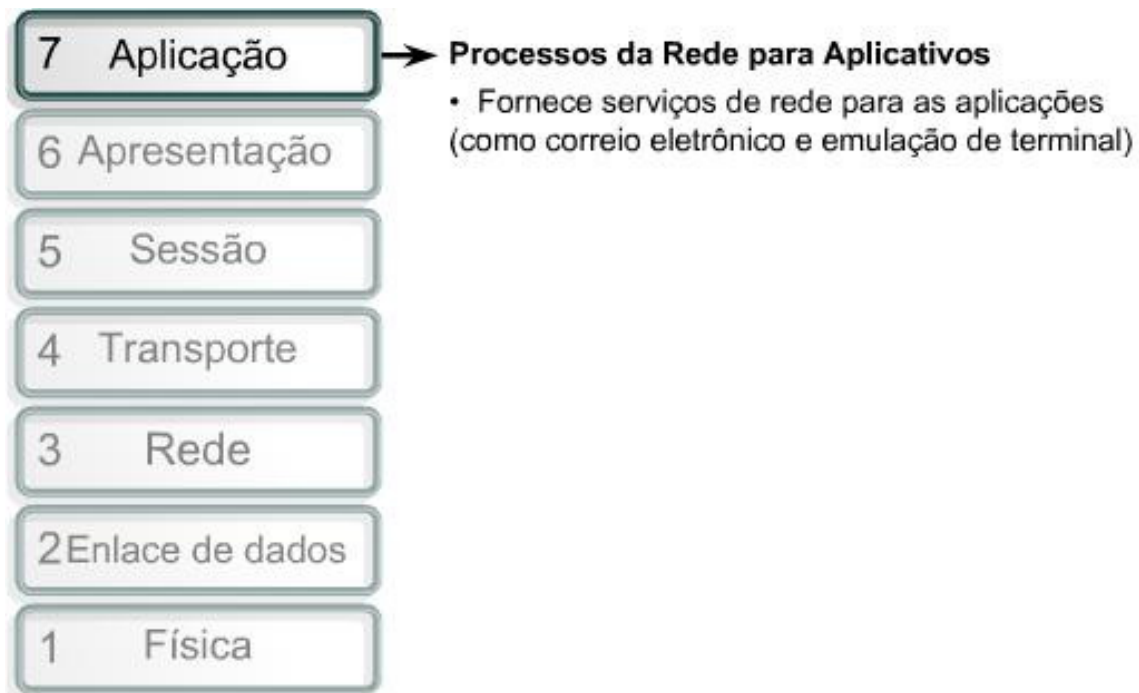 7 Aplicação
Processos da Rede para Aplicativos
• Fornece serviços de rede para as aplicações
(como correio eletrônico e emulação de terminal)
6 Apresentação
5 Sessão
4 Transporte
3 Rede
2 Enlace de dados
1 Física